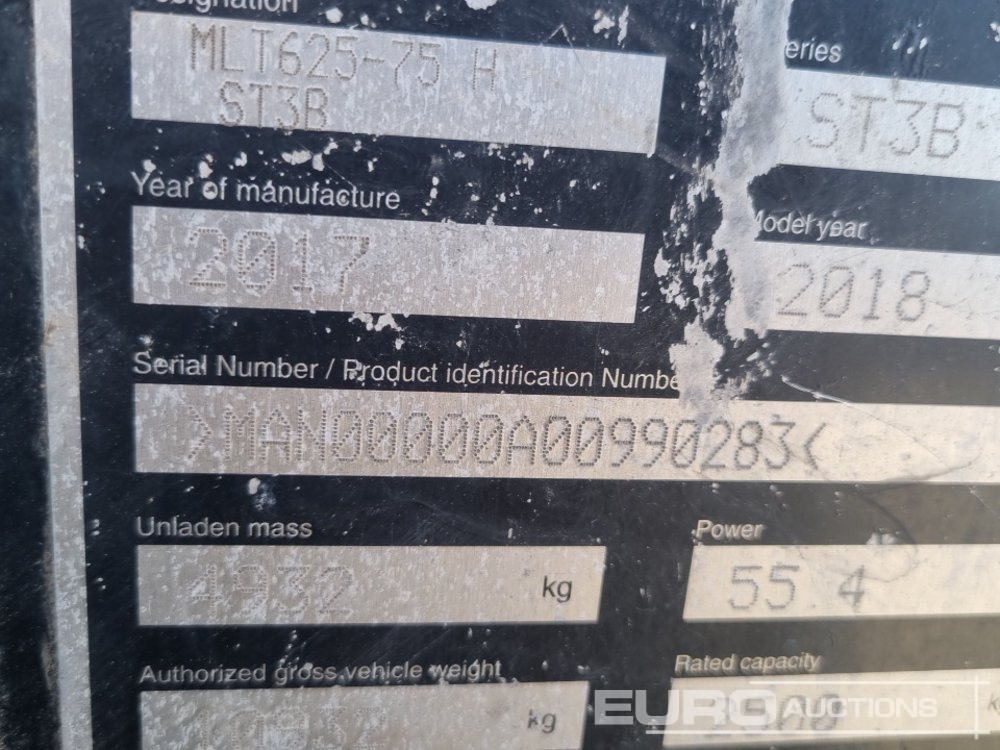 MLT625-75 H
ST3B
eries
ST3B
Year of manufacture
2017
Model year
2018
Serial Number / Product identification Numbe
>MAN00000A00990283<
Unladen mass
4932 kg
Power
55.4
Authorized gross vehicle weight
kg
Rated capacity
EURO AUCTIONS